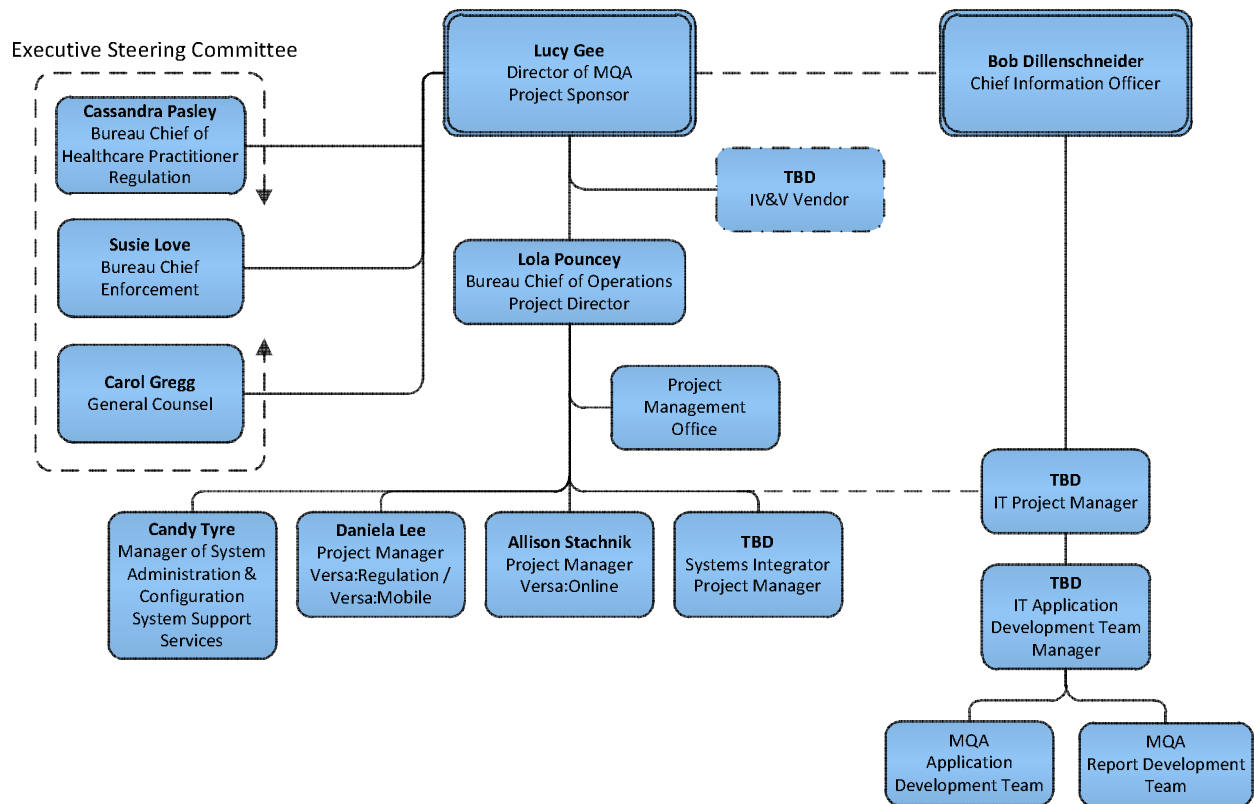 Executive Steering Committee
Lucy Gee
Director of MQA
Project Sponsor
Bob Dillenschneider
Chief Information Officer
Cassandra Pasley
Bureau Chief of
Healthcare Practitioner
Regulation
TBD
IV&V Vendor
Susie Love
Bureau Chief
Enforcement
Lola Pouncey
Bureau Chief of Operations
Project Director
Carol Gregg
General Counsel
Project
Management
Office
TBD
IT Project Manager
Candy Tyre
Manager of System
Administration &
Configuration
System Support
Services
Daniela Lee
Project Manager
Versa:Regulation /
Versa:Mobile
Allison Stachnik
Project Manager
Versa:Online
TBD
Systems Integrator
Project Manager
TBD
IT Application
Development Team
Manager
MQA
Application
Development Team
MQA
Report Development
Team